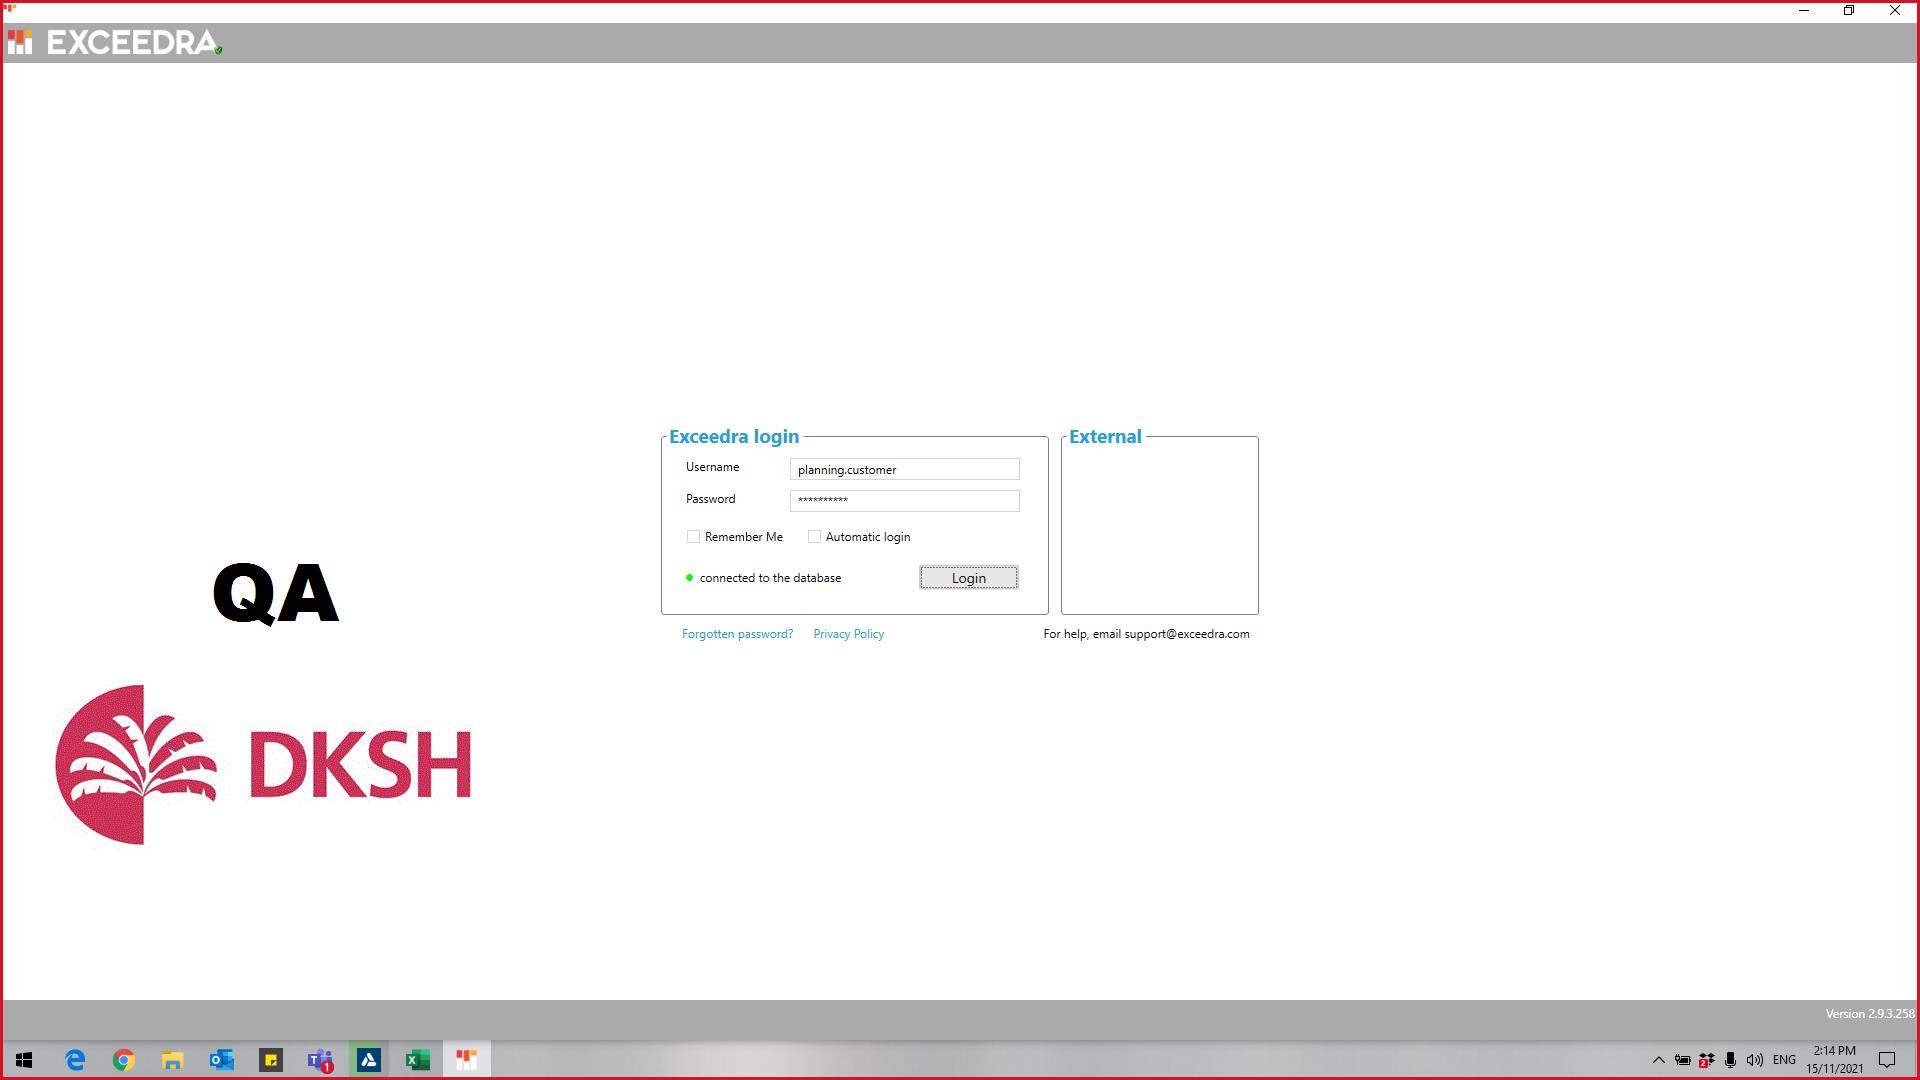 EXCEEDRA
Exceedra login
External
Username
planning.customer
Password
**********
Remember Me
Automatic login
connected to the database
Login
Forgotten password?
Privacy Policy
For help, email support@exceedra.com
QA
DKSH
Version 2.9.3.258
1
2
ENG
2:14 PM
15/11/2021